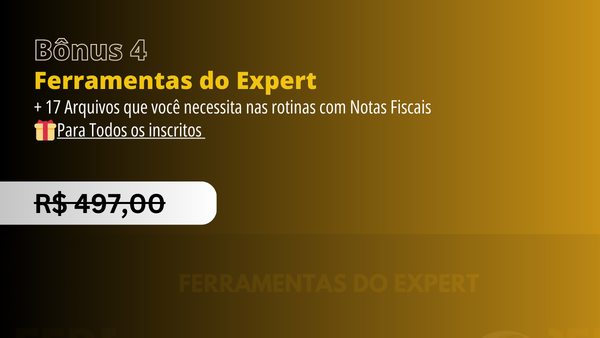 Bônus 4
Ferramentas do Expert
+ 17 Arquivos que você necessita nas rotinas com Notas Fiscais
Para Todos os inscritos
R$ 497,00
FERRAMENTAS DO EXPERT